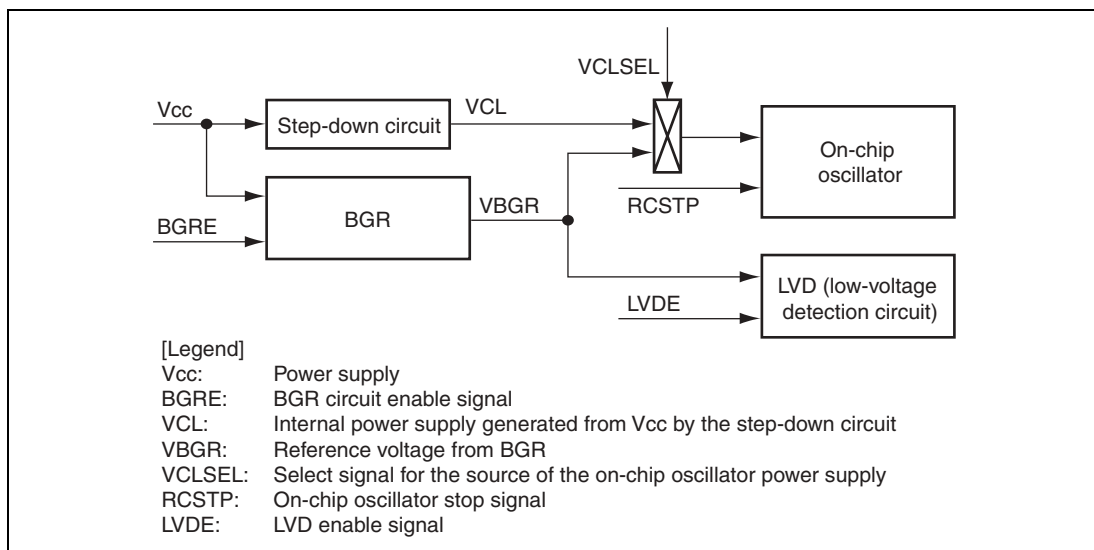 VCLSEL
Vcc
Step-down circuit
VCL
On-chip
oscillator
RCSTP
BGRE
BGR
VBGR
LVDE
LVD (low-voltage
detection circuit)
[Legend]
Vcc: Power supply
BGRE: BGR circuit enable signal
VCL: Internal power supply generated from Vcc by the step-down circuit
VBGR: Reference voltage from BGR
VCLSEL: Select signal for the source of the on-chip oscillator power supply
RCSTP: On-chip oscillator stop signal
LVDE: LVD enable signal